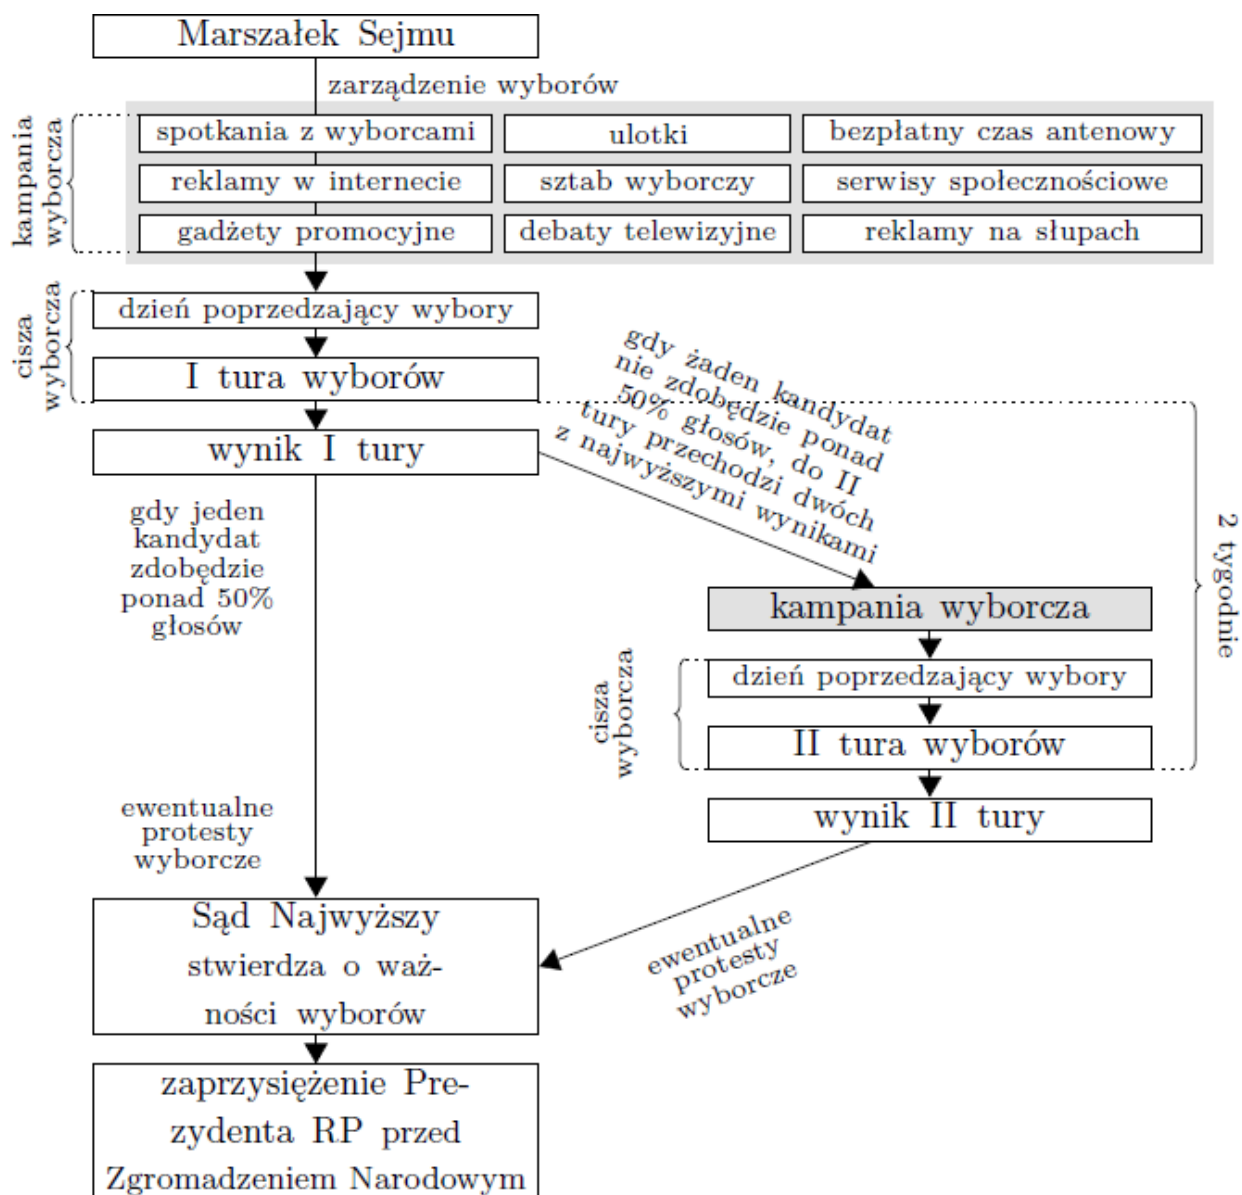 Marszałek Sejmu
zarządzenie wyborów
kampania
wyborcza
spotkania z wyborcami
ulotki
bezpłatny czas antenowy
reklamy w internecie
sztab wyborczy
serwisy społecznościowe
gadżety promocyjne
debaty telewizyjne
reklamy na słupach
cisza
wyborcza
dzień poprzedzający wybory
I tura wyborów
wynik I tury
gdy żaden kandydat
nie zdobędzie ponad
50% głosów, do II
tury przechodzi dwóch
z najwyższymi wynikami
gdy jeden
kandydat
zdobędzie
ponad 50%
głosów
2 tygodnie
kampania wyborcza
cisza
wyborcza
dzień poprzedzający wybory
II tura wyborów
wynik II tury
ewentualne
protesty
wyborcze
ewentualne
protesty
wyborcze
Sąd Najwyższy
stwierdza o waż-
ności wyborów
zaprzysiężenie Pre-
zydenta RP przed
Zgromadzeniem Narodowym